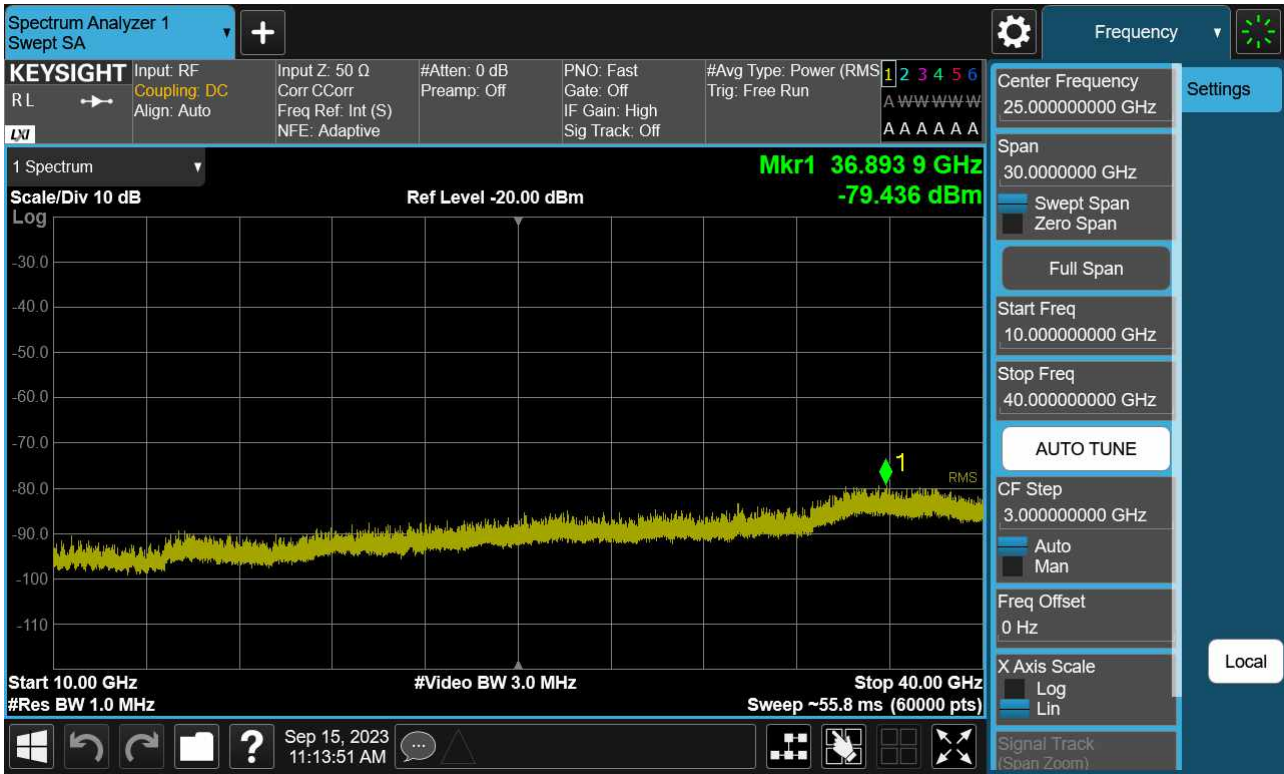 Spectrum Analyzer 1
Swept SA
+
Frequency
KEYSIGHT
RL
LXI
Input: RF
Coupling: DC
Align: Auto
Input Z: 50 Ω
Corr CCorr
Freq Ref: Int (S)
NFE: Adaptive
#Atten: 0 dB
Preamp: Off
PNO: Fast
Gate: Off
IF Gain: High
Sig Track: Off
#Avg Type: Power (RMS
Trig: Free Run
1 2 3 4 5 6
A W W W W W
A A A A A A
1 Spectrum
Mkr1 36.893 9 GHz
-79.436 dBm
Scale/Div 10 dB
Ref Level -20.00 dBm
Log
-30.0
-40.0
-50.0
-60.0
-70.0
-80.0
-90.0
-100
-110
1
RMS
Start 10.00 GHz
#Video BW 3.0 MHz
Stop 40.00 GHz
#Res BW 1.0 MHz
Sweep ~55.8 ms (60000 pts)
Center Frequency
25.000000000 GHz
Settings
Span
30.0000000 GHz
Swept Span
Zero Span
Full Span
Start Freq
10.000000000 GHz
Stop Freq
40.000000000 GHz
AUTO TUNE
CF Step
3.000000000 GHz
Auto
Man
Freq Offset
0 Hz
X Axis Scale
Log
Lin
Local
Signal Track
(Span Zoom)
?
Sep 15, 2023
11:13:51 AM